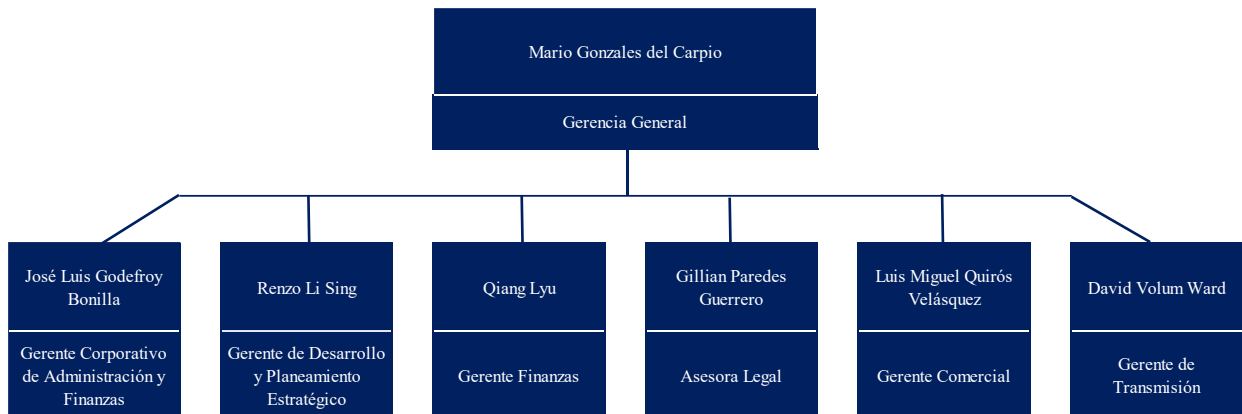 Mario Gonzales del Carpio
Gerencia General
José Luis Godefroy
Bonilla
Gerente Corporativo
de Administración y
Finanzas
Renzo Li Sing
Gerente de Desarrollo
y Planeamiento
Estratégico
Qiang Lyu
Gerente Finanzas
Gillian Paredes
Guerrero
Asesora Legal
Luis Miguel Quirós
Velásquez
Gerente Comercial
David Volum Ward
Gerente de
Transmisión